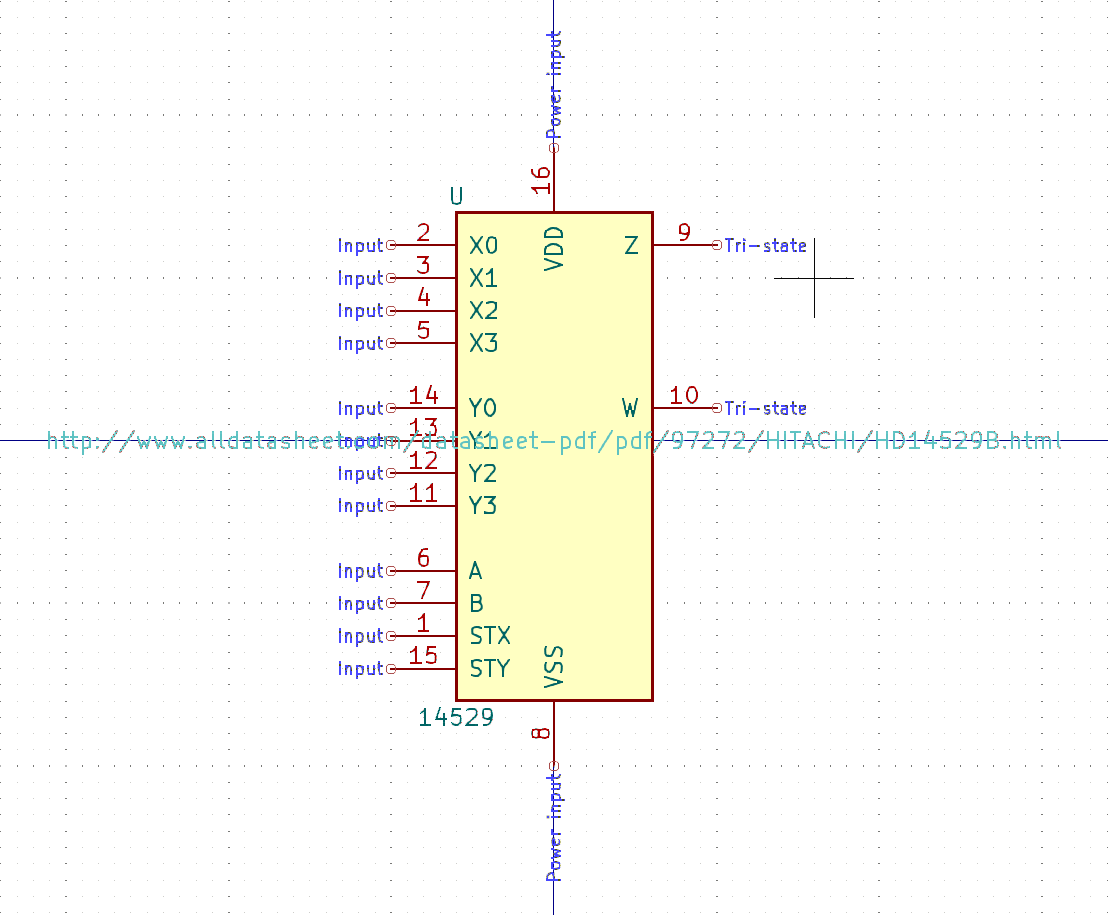 Power input
16
U
Input 2 X0 VDD Z 9 Tri-state
Input 3 X1
Input 4 X2
Input 5 X3
Input 14 Y0 W 10 Tri-state
Input 13 Y1
http://www.alldatasheet.com/datasheet-pdf/pdf/97272/HITACHI/HD14529B.html
Input 12 Y2
Input 11 Y3
Input 6 A
Input 7 B
Input 1 STX
Input 15 STY VSS
14529
8
Power input